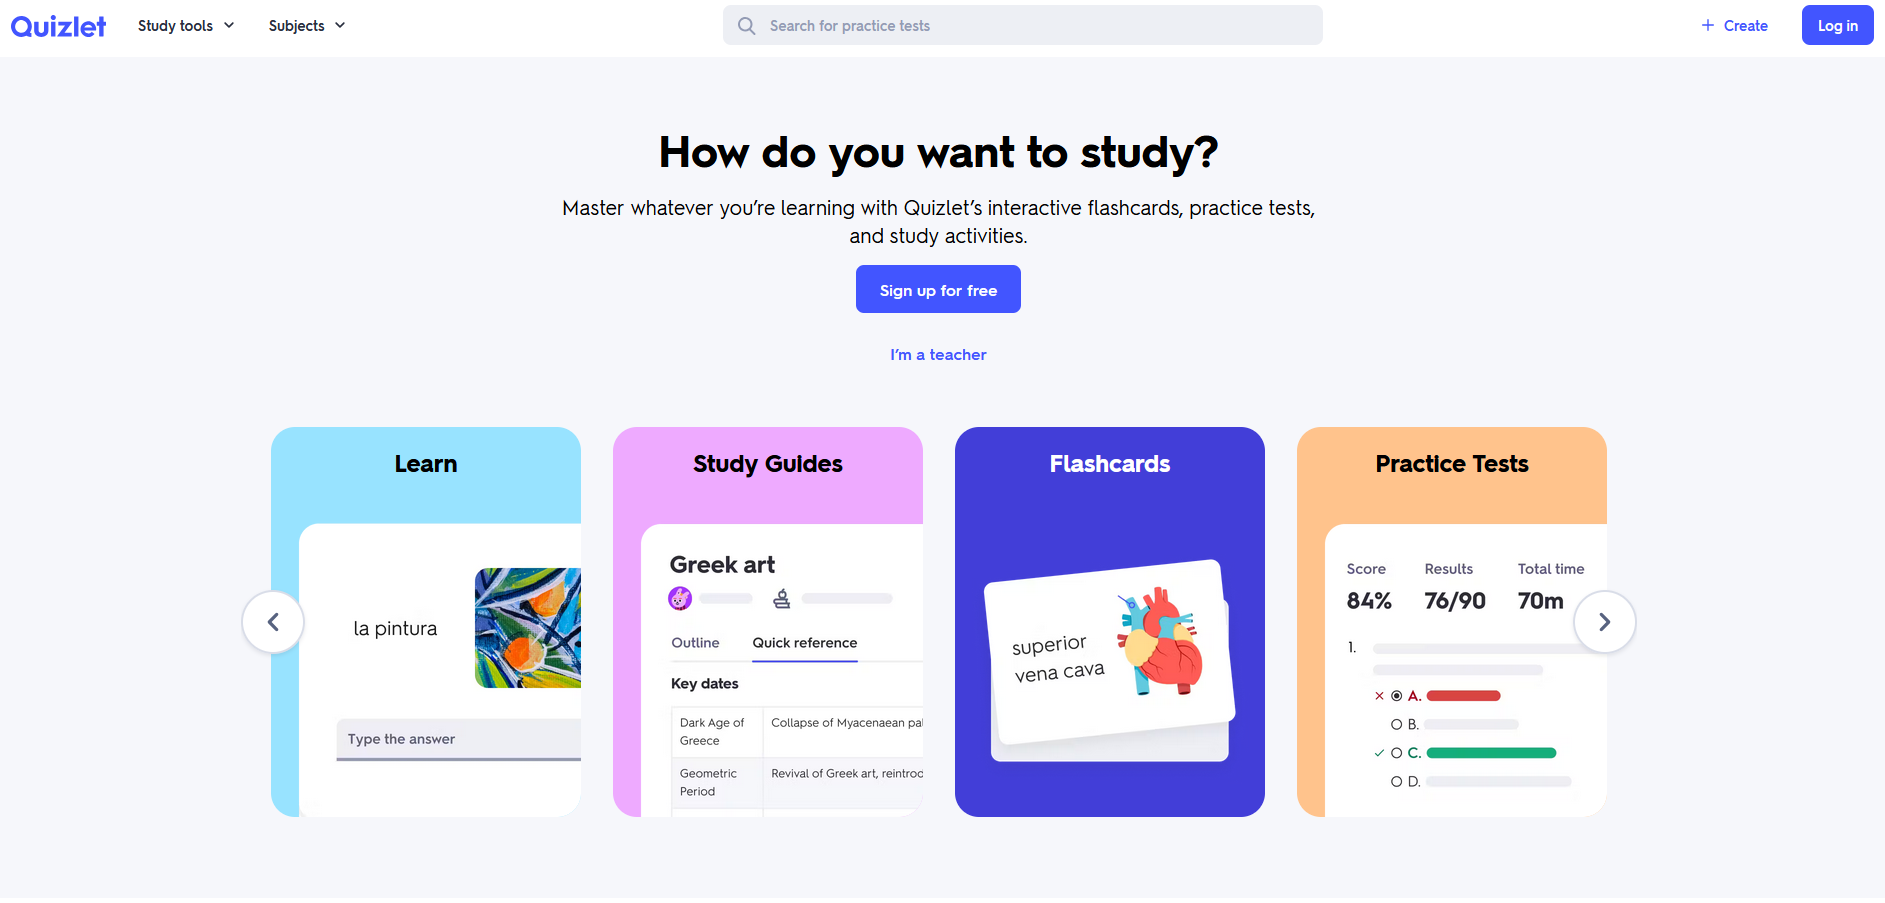 Quizlet
Study tools
Subjects
Search for practice tests
+ Create
Log in
How do you want to study?
Master whatever you’re learning with Quizlet’s interactive flashcards, practice tests,
and study activities.
Sign up for free
I’m a teacher
Learn
la pintura
Type the answer
Study Guides
Greek art
Outline Quick reference
Key dates
Dark Age of
Greece
Collapse of Myacenaean pal
Geometric
Period
Revival of Greek art, reintroc
Flashcards
superior
vena cava
Practice Tests
Score Results Total time
84% 76/90 70m
1.
A.
B.
C.
D.